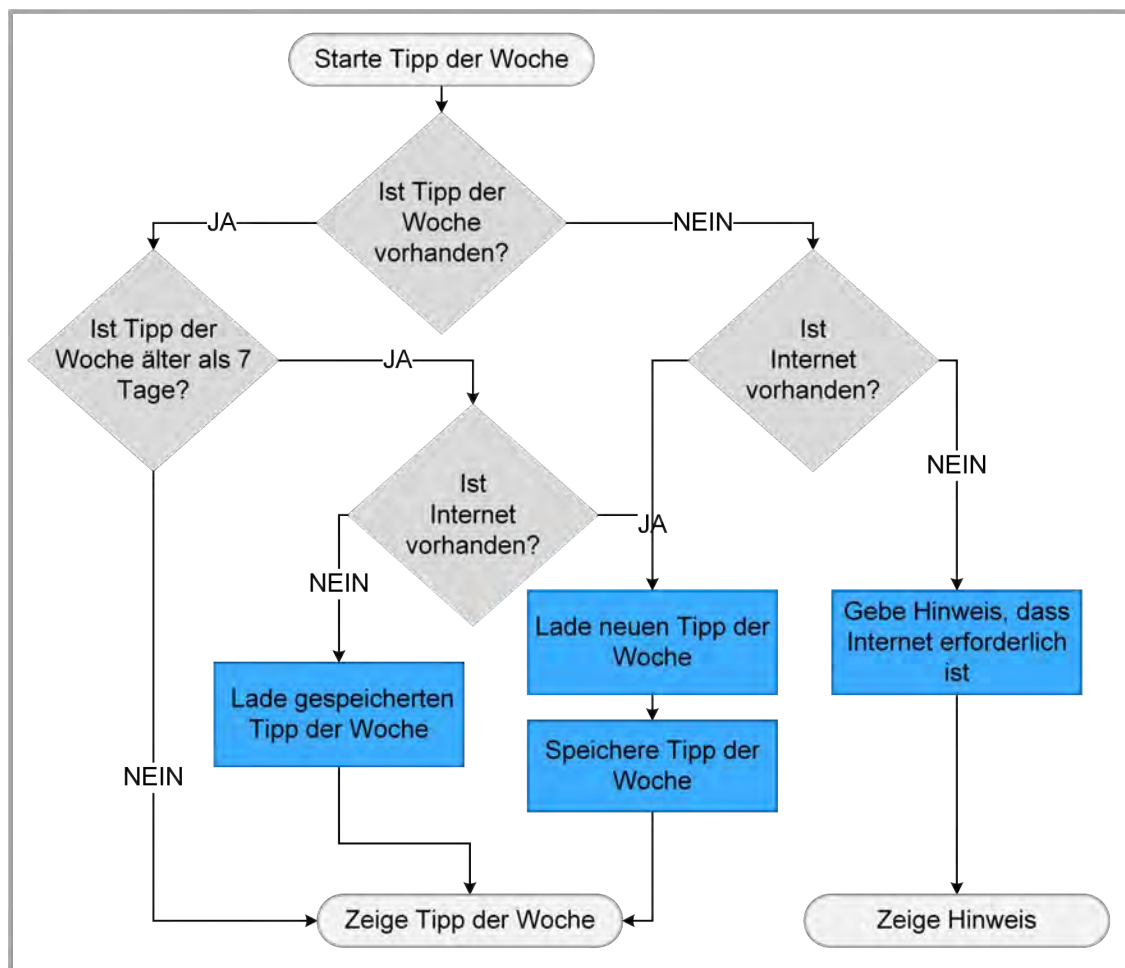 Starte Tipp der Woche
Ist Tipp der
Woche
vorhanden?
JA
NEIN
Ist Tipp der
Woche älter als 7
Tage?
JA
Ist
Internet
vorhanden?
NEIN
Ist
Internet
vorhanden?
JA
NEIN
Lade neuen Tipp der
Woche
Gebe Hinweis, dass
Internet erforderlich
ist
Lade gespeicherten
Tipp der Woche
Speichere Tipp der
Woche
NEIN
Zeige Tipp der Woche
Zeige Hinweis